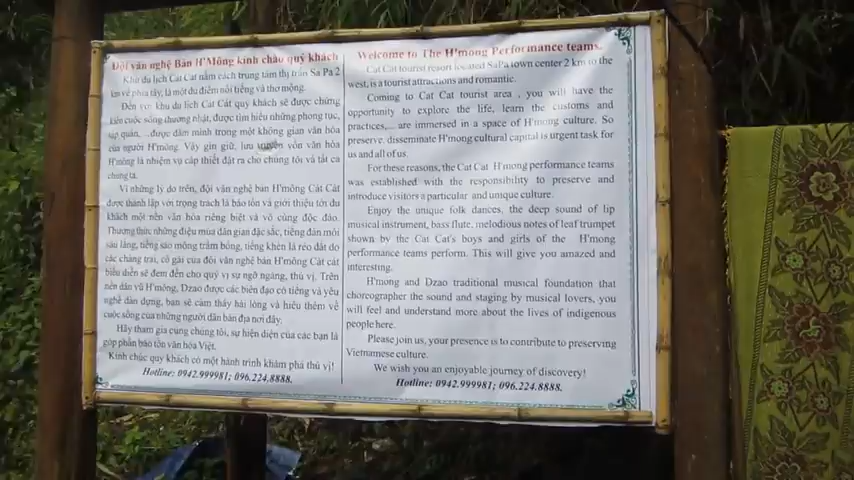 Đội văn nghệ Bản H'Mông kính chào quý khách
Khu du lịch Cát Cát nằm cách trung tâm thị trấn Sa Pa 2
km về phía tây, là một du điểm nổi tiếng và thơ mộng.
Đến với khu du lịch Cát Cát quý khách sẽ được chứng
kiến cuộc sống thường nhật, được tìm hiểu những phong tục,
tập quán, ...được đắm mình trong một không gian văn hóa
của người H'mông. Vậy gìn giữ, lưu truyền vốn văn hóa
H'mông là nhiệm vụ cấp thiết đặt ra cho chúng tôi và tất cả
chúng ta.
Vì những lý do trên, đội văn nghệ bản H'mông Cát Cát
được thành lập với trọng trách là bảo tồn và giới thiệu tới du
khách một nền văn hóa riêng biệt và vô cùng độc đáo.
Thưởng thức những điệu múa dân gian đặc sắc, tiếng đàn môi
sâu lắng, tiếng sáo mông trầm bổng, tiếng khèn lá réo dắt do
các chàng trai, cô gái của đội văn nghệ bản H'mông Cát Cát
biểu diễn sẽ đem đến cho quý vị sự ngỡ ngàng, thú vị. Trên
nền dân vũ H'mông, Dzao được các biên đạo có tiếng và yêu
nghề dàn dựng, bạn sẽ cảm thấy hài lòng và hiểu thêm về
cuộc sống của những người dân bản địa nơi đây.
Hãy tham gia cùng chúng tôi, sự hiện diện của các bạn là
góp phần bảo tồn văn hóa Việt.
Kính chúc quý khách có một hành trình khám phá thú vị!
Hotline: 0942.999981; 096.224.8888.
Welcome to The H'mong Performance teams.
Cat Cat tourist resort located SaPa town center 2 km to the
west, is a tourist attractions and romantic.
Coming to Cat Cat tourist area , you will have the
opportunity to explore the life, learn the customs and
practices,... are immersed in a space of H'mong culture. So
preserve, disseminate H'mong cultural capital is urgent task for
us and all of us.
For these reasons, the Cat Cat H'mong performance teams
was established with the responsibility to preserve and
introduce visitors a particular and unique culture.
Enjoy the unique folk dances, the deep sound of lip
musical instrument, bass flute, melodious notes of leaf trumpet
shown by the Cat Cat's boys and girls of the H'mong
performance teams perform. This will give you amazed and
interesting.
H'mong and Dzao traditional musical foundation that
choreographer the sound and staging by musical lovers, you
will feel and understand more about the lives of indigenous
people here.
Please join us, your presence is to contribute to preserving
Vietnamese culture.
We wish you an enjoyable journey of discovery!
Hotline: 0942.999981; 096.224.8888.